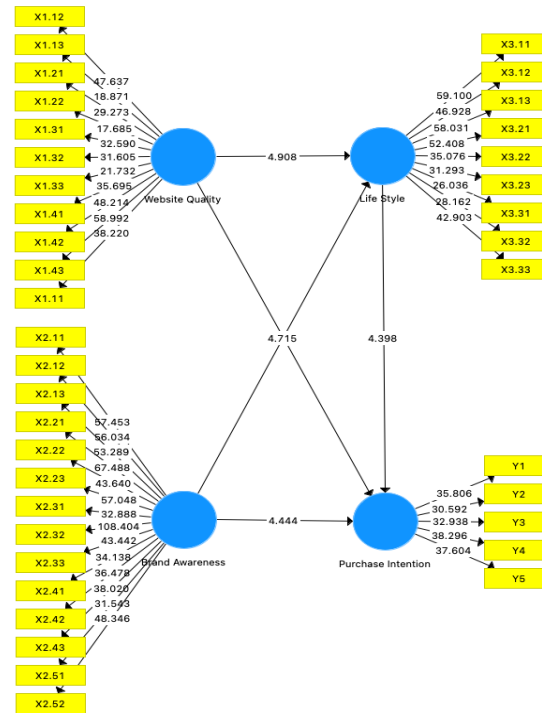 X1.12
X1.13
X1.21
X1.22
X1.31
X1.32
X1.33
X1.41
X1.42
X1.43
X1.11
47.637
18.871
29.273
17.685
32.590
31.605
21.732
35.695
48.214
58.992
38.220
Website Quality
4.908
Life Style
59.100
46.928
58.031
52.408
35.076
31.293
26.036
28.162
42.903
X3.11
X3.12
X3.13
X3.21
X3.22
X3.23
X3.31
X3.32
X3.33
4.715
4.398
X2.11
X2.12
X2.13
X2.21
X2.22
X2.23
X2.31
X2.32
X2.33
X2.41
X2.42
X2.43
X2.51
X2.52
57.453
56.034
53.289
67.488
43.640
57.048
32.888
108.404
43.442
34.138
36.478
38.020
31.543
48.346
Brand Awareness
4.444
Purchase Intention
35.806
30.592
32.938
38.296
37.604
Y1
Y2
Y3
Y4
Y5